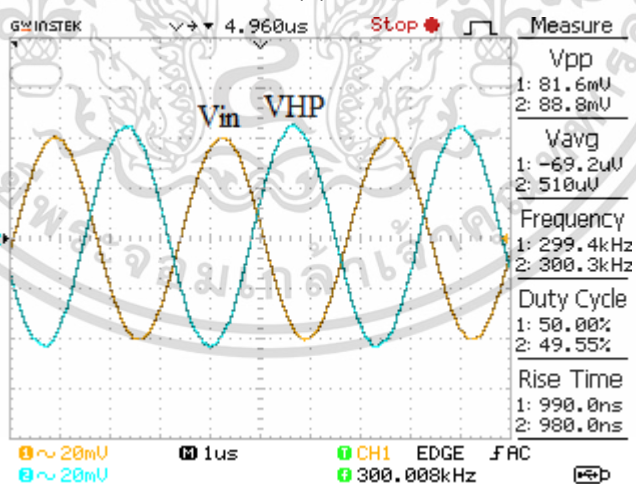 GWINSTEK 4.960us Stop Measure
Vpp
1: 81.6mV
2: 88.8mV
Vavg
1: -69.2uV
2: 510uV
Frequency
1: 299.4kHz
2: 300.3kHz
Duty Cycle
1: 50.00%
2: 49.55%
Rise Time
1: 990.0ns
2: 980.0ns
Vin VHP
1 ~ 20mV M 1us T CH1 EDGE AC
2 ~ 20mV f 300.008kHz